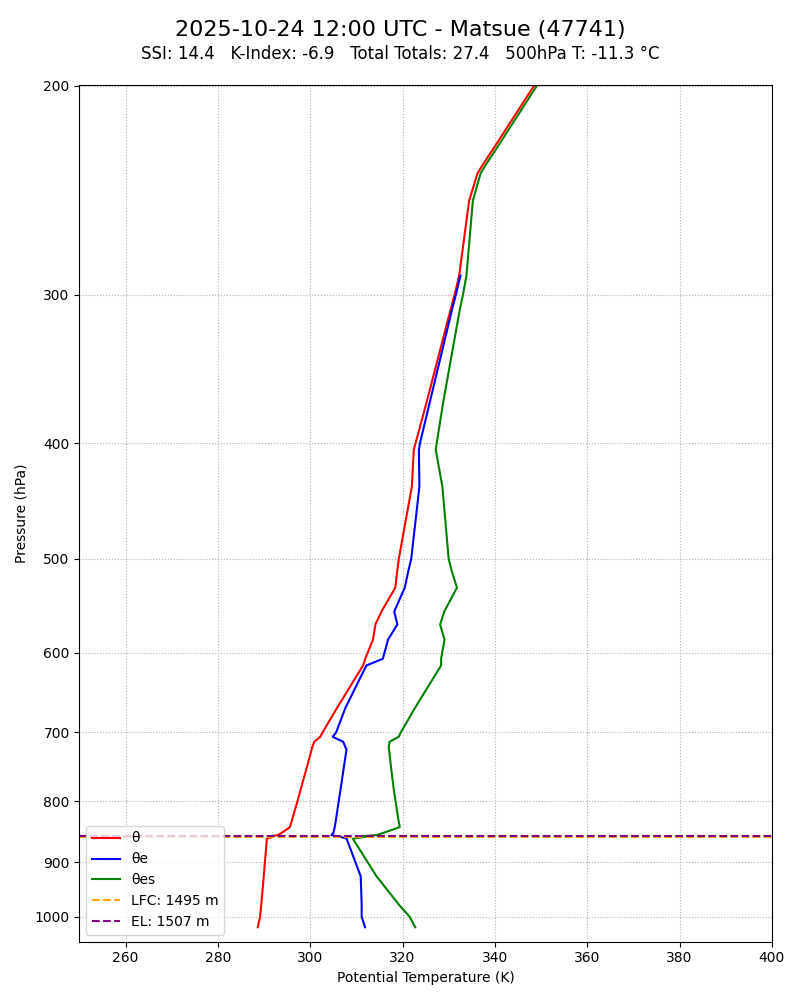 2025-10-24 12:00 UTC - Matsue (47741)
SSI: 14.4 K-Index: -6.9 Total Totals: 27.4 500hPa T: -11.3 °C
200
300
400
500
600
700
800
900
1000
Pressure (hPa)
θ
θe
θes
LFC: 1495 m
EL: 1507 m
260 280 300 320 340 360 380 400
Potential Temperature (K)